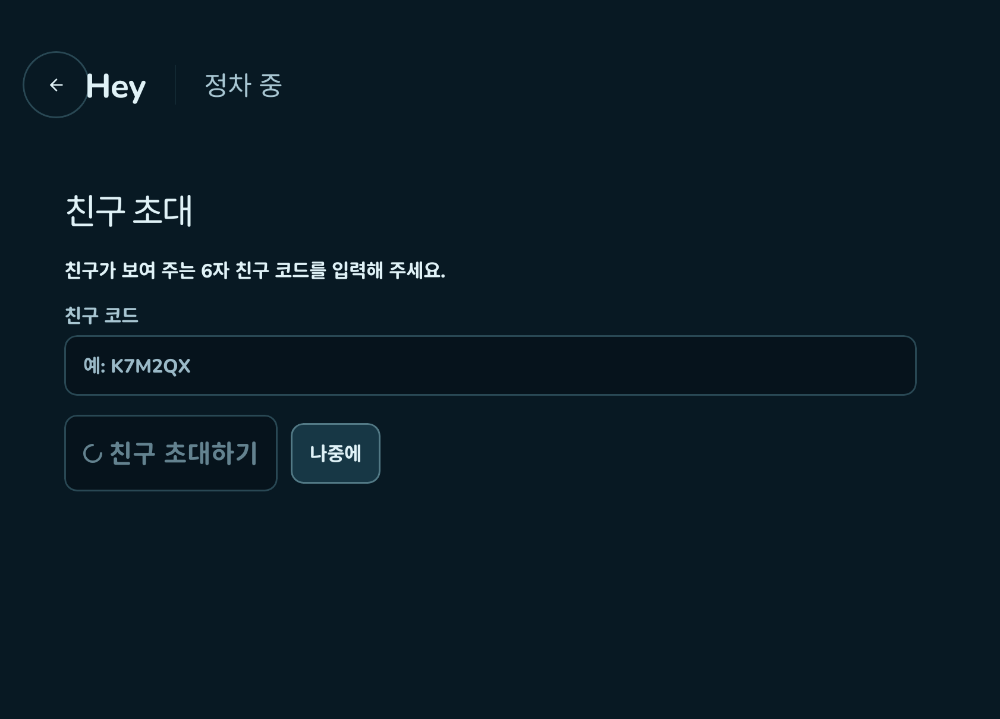 Hey 정차 중
친구 초대
친구가 보여 주는 6자 친구 코드를 입력해 주세요.
친구 코드
예: K7M2QX
친구 초대하기 나중에